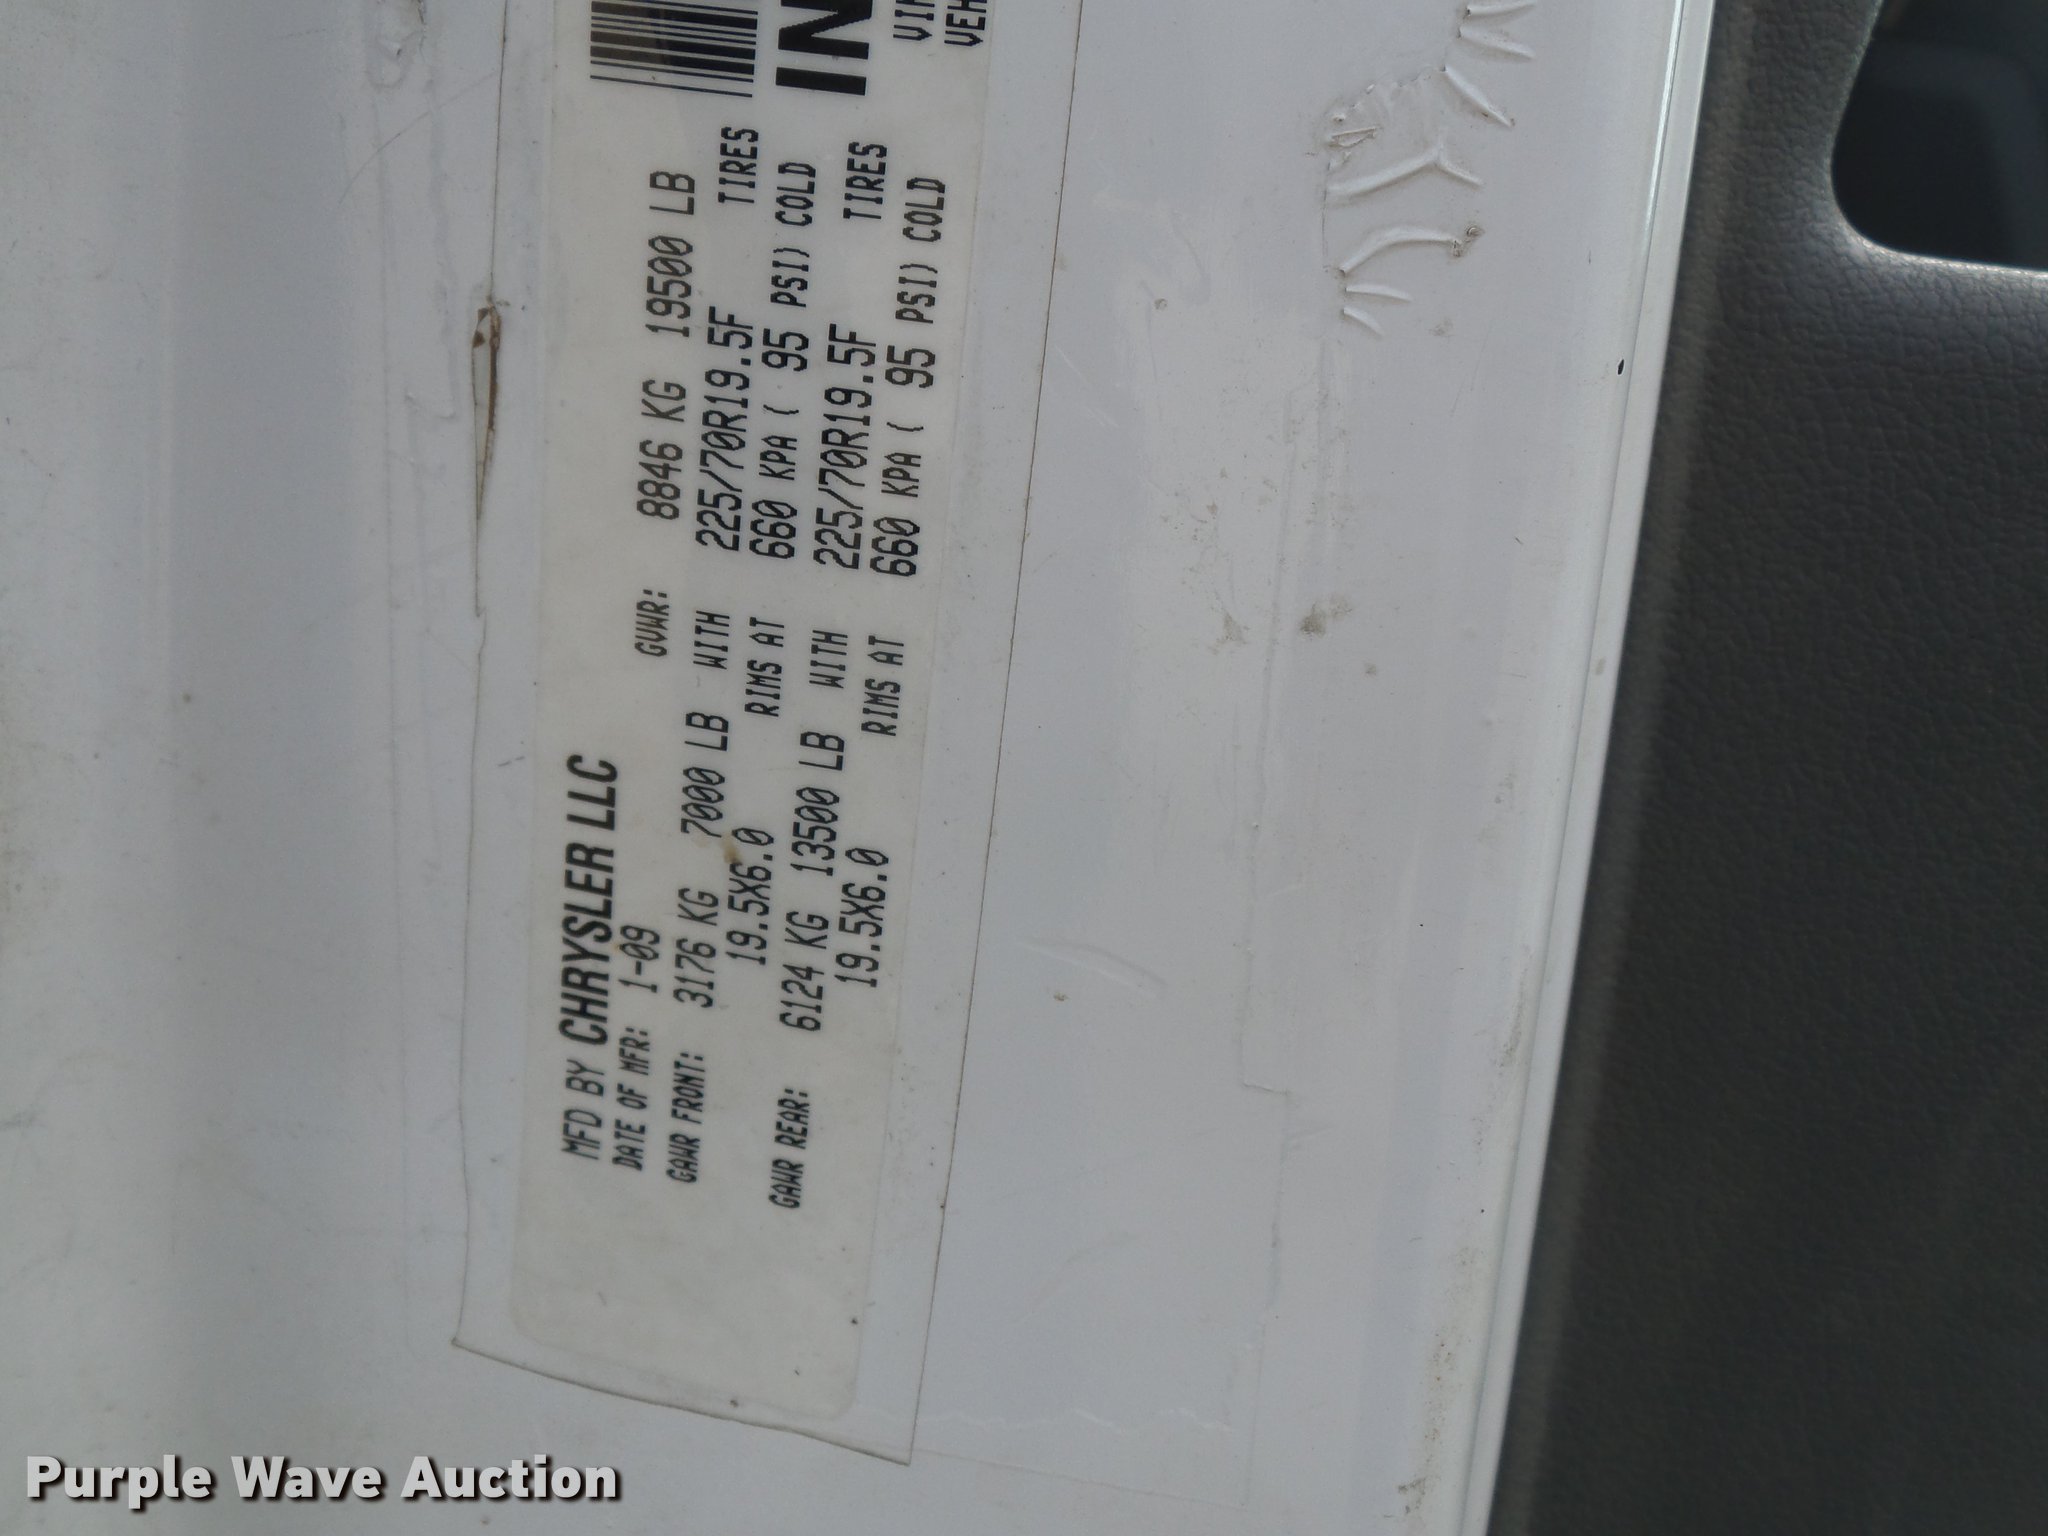 MFD BY CHRYSLER LLC
DATE OF MFR: 1-09 GVWR: 8846 KG 19500 LB
GAWR FRONT: 3176 KG 7000 LB WITH 225/70R19.5F TIRES
19.5X6.0 RIMS AT 660 KPA ( 95 PSI) COLD
GAWR REAR: 6124 KG 13500 LB WITH 225/70R19.5F TIRES
19.5X6.0 RIMS AT 660 KPA ( 95 PSI) COLD
IN
VIN
VEH
Purple Wave Auction